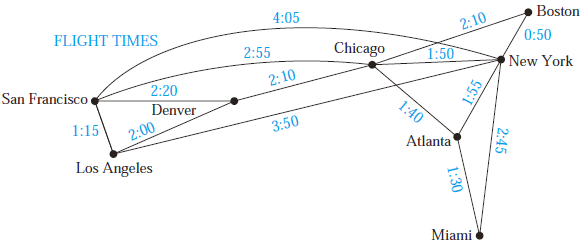 4:05
2:10
Boston
FLIGHT TIMES
0:50
2:55
Chicago
1:50
New York
2:10
2:20
San Francisco
Denver
1:55
1:40
3:50
1:15
2:00
Atlanta
2:45
Los Angeles
1:30
Miami